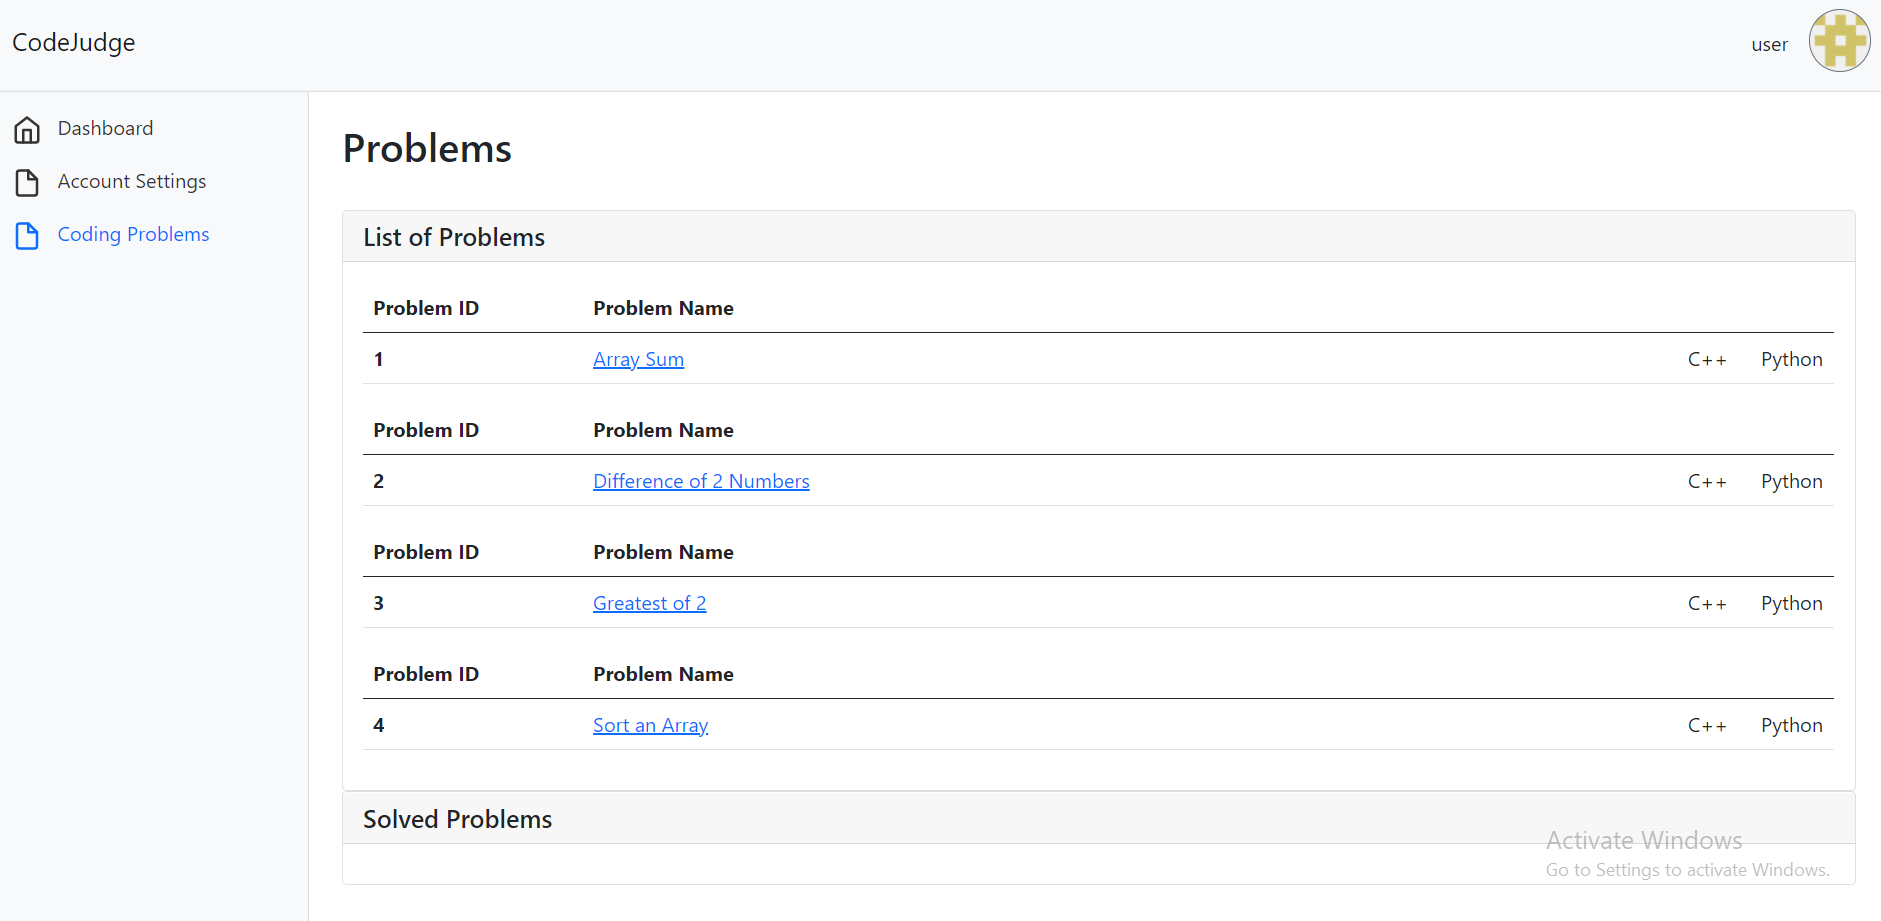 CodeJudge
user
Dashboard
Account Settings
Coding Problems
Problems
List of Problems
Problem ID Problem Name
1 Array Sum C++ Python
Problem ID Problem Name
2 Difference of 2 Numbers C++ Python
Problem ID Problem Name
3 Greatest of 2 C++ Python
Problem ID Problem Name
4 Sort an Array C++ Python
Solved Problems
Activate Windows
Go to Settings to activate Windows.